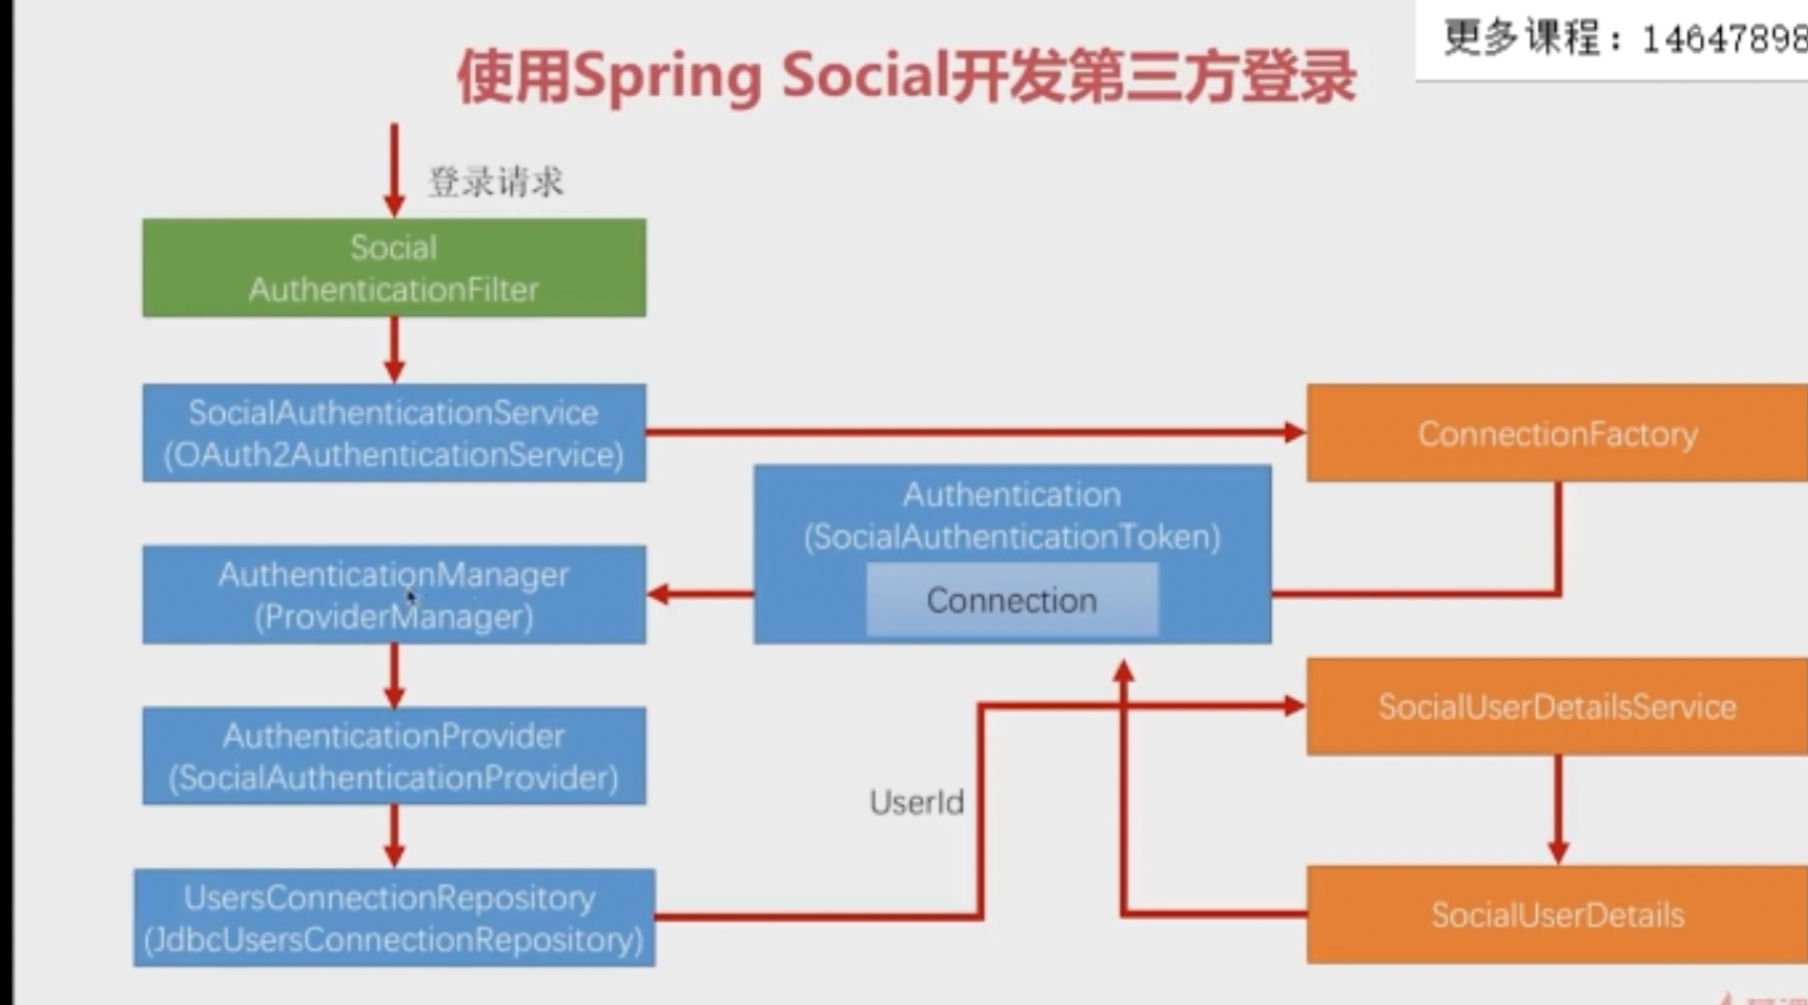 更多课程：14647898
使用Spring Social开发第三方登录
登录请求
Social
AuthenticationFilter
SocialAuthenticationService
(OAuth2AuthenticationService)
ConnectionFactory
Authentication
(SocialAuthenticationToken)
Connection
AuthenticationManager
(ProviderManager)
SocialUserDetailsService
AuthenticationProvider
(SocialAuthenticationProvider)
UserId
UsersConnectionRepository
(JdbcUsersConnectionRepository)
SocialUserDetails